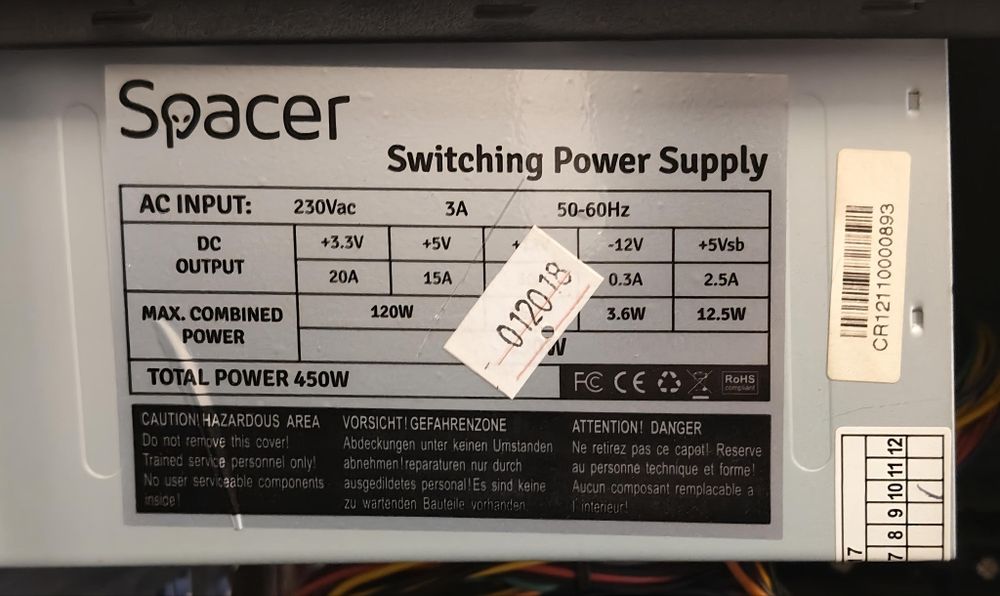 Spacer
Switching Power Supply
AC INPUT: 230Vac 3A 50-60Hz
DC OUTPUT +3.3V +5V + -12V +5Vsb
20A 15A 0.3A 2.5A
MAX. COMBINED POWER 120W 3.6W 12.5W
W
TOTAL POWER 450W
FC CE RoHS
compliant
012018
CAUTION! HAZARDOUS AREA
Do not remove this cover!
Trained service personnel only!
No user serviceable components
inside!
VORSICHT! GEFAHRENZONE
Abdeckungen unter keinen Umstanden
abnehmen!reparaturen nur durch
ausgedildetes personal!Es sind keine
zu wartenden Bauteile vorhanden
ATTENTION! DANGER
Ne retirez pas ce capot! Reserve
au personne technique et forme!
Aucun composant remplacable a
l´interieur!
CR12110000893
7 8 9 10 11 12
17